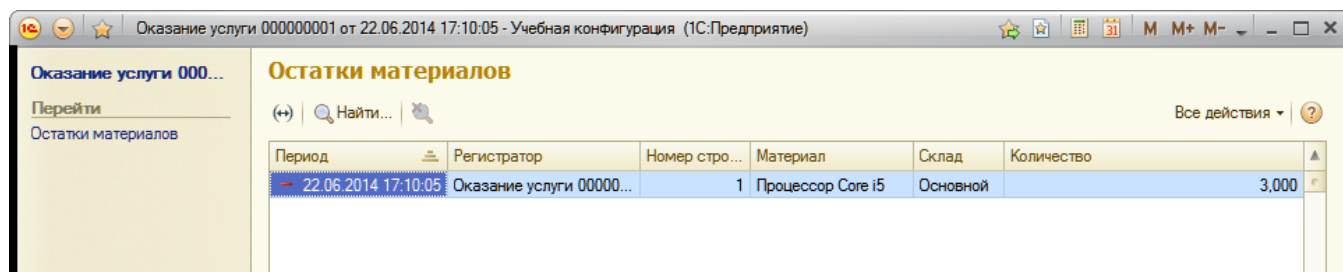 Оказание услуги 000000001 от 22.06.2014 17:10:05 - Учебная конфигурация (1С:Предприятие)
31 M M+ M-
Оказание услуги 000...
Перейти
Остатки материалов
Остатки материалов
Найти...
Все действия
Период Регистратор Номер стро... Материал Склад Количество
22.06.2014 17:10:05 Оказание услуги 00000... 1 Процессор Core i5 Основной 3,000